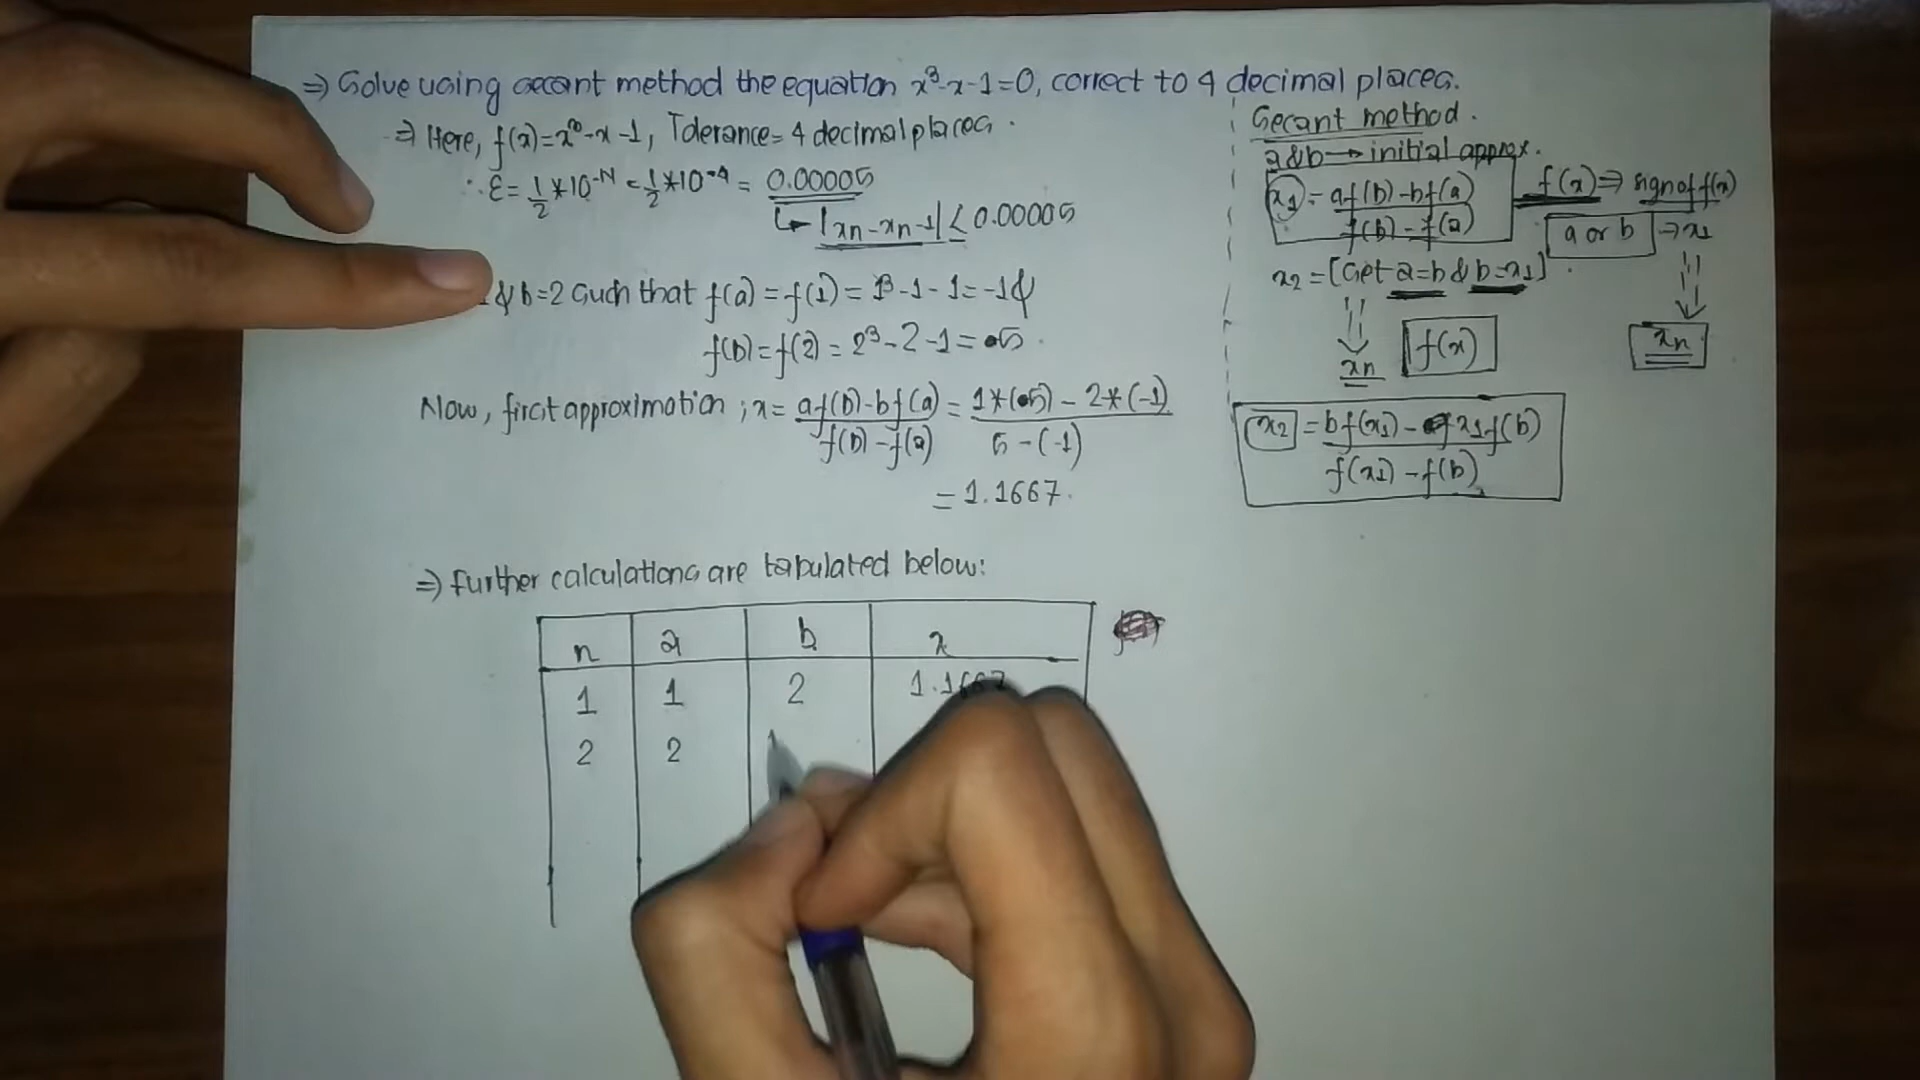 ⇒ Solve using secant method the equation x³-x-1=0, correct to 4 decimal places.
⇒ Here, f(x)=x³-x-1, Tolerance= 4 decimal places.
∴ ε= 1/2 *10⁻ᴺ = 1/2 *10⁻⁴ = 0.00005
↳ |xn-xn-1| < 0.00005
& b=2 such that f(a) = f(1) = 1³-1-1=-1 &
f(b)=f(2) = 2³-2-1= 5.
Now, first approximation ; x= af(b)-bf(a) / f(b)-f(a) = 1*(5) - 2*(-1) / 5-(-1)
= 1.1667.
⇒ Further calculations are tabulated below:
n a b x
1 1 2 1.1667
2 2
Secant method.
a & b → initial approx.
x1 = af(b)-bf(a) / f(b)-f(a) f(x) ⇒ sign of f(x)
a or b → x1
x2 = [Get a=b & b=x1].
xn f(x) xn
x2 = bf(x1) - x1f(b) / f(x1) - f(b)